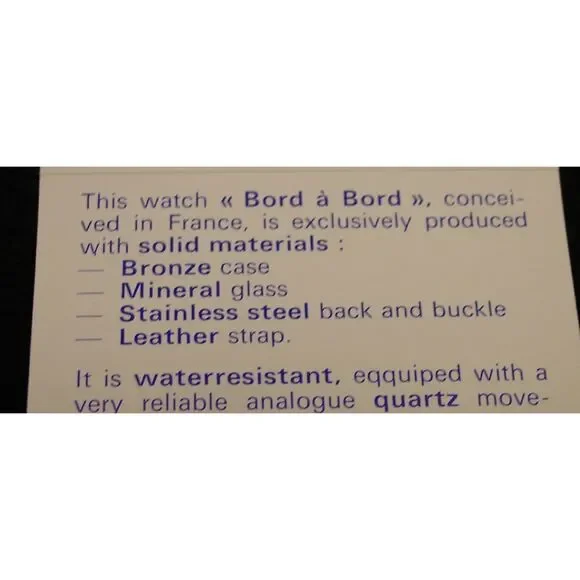 This watch « Bord à Bord », concei-
ved in France, is exclusively produced
with solid materials :
— Bronze case
— Mineral glass
— Stainless steel back and buckle
— Leather strap.
It is waterresistant, eqquiped with a
very reliable analogue quartz move-